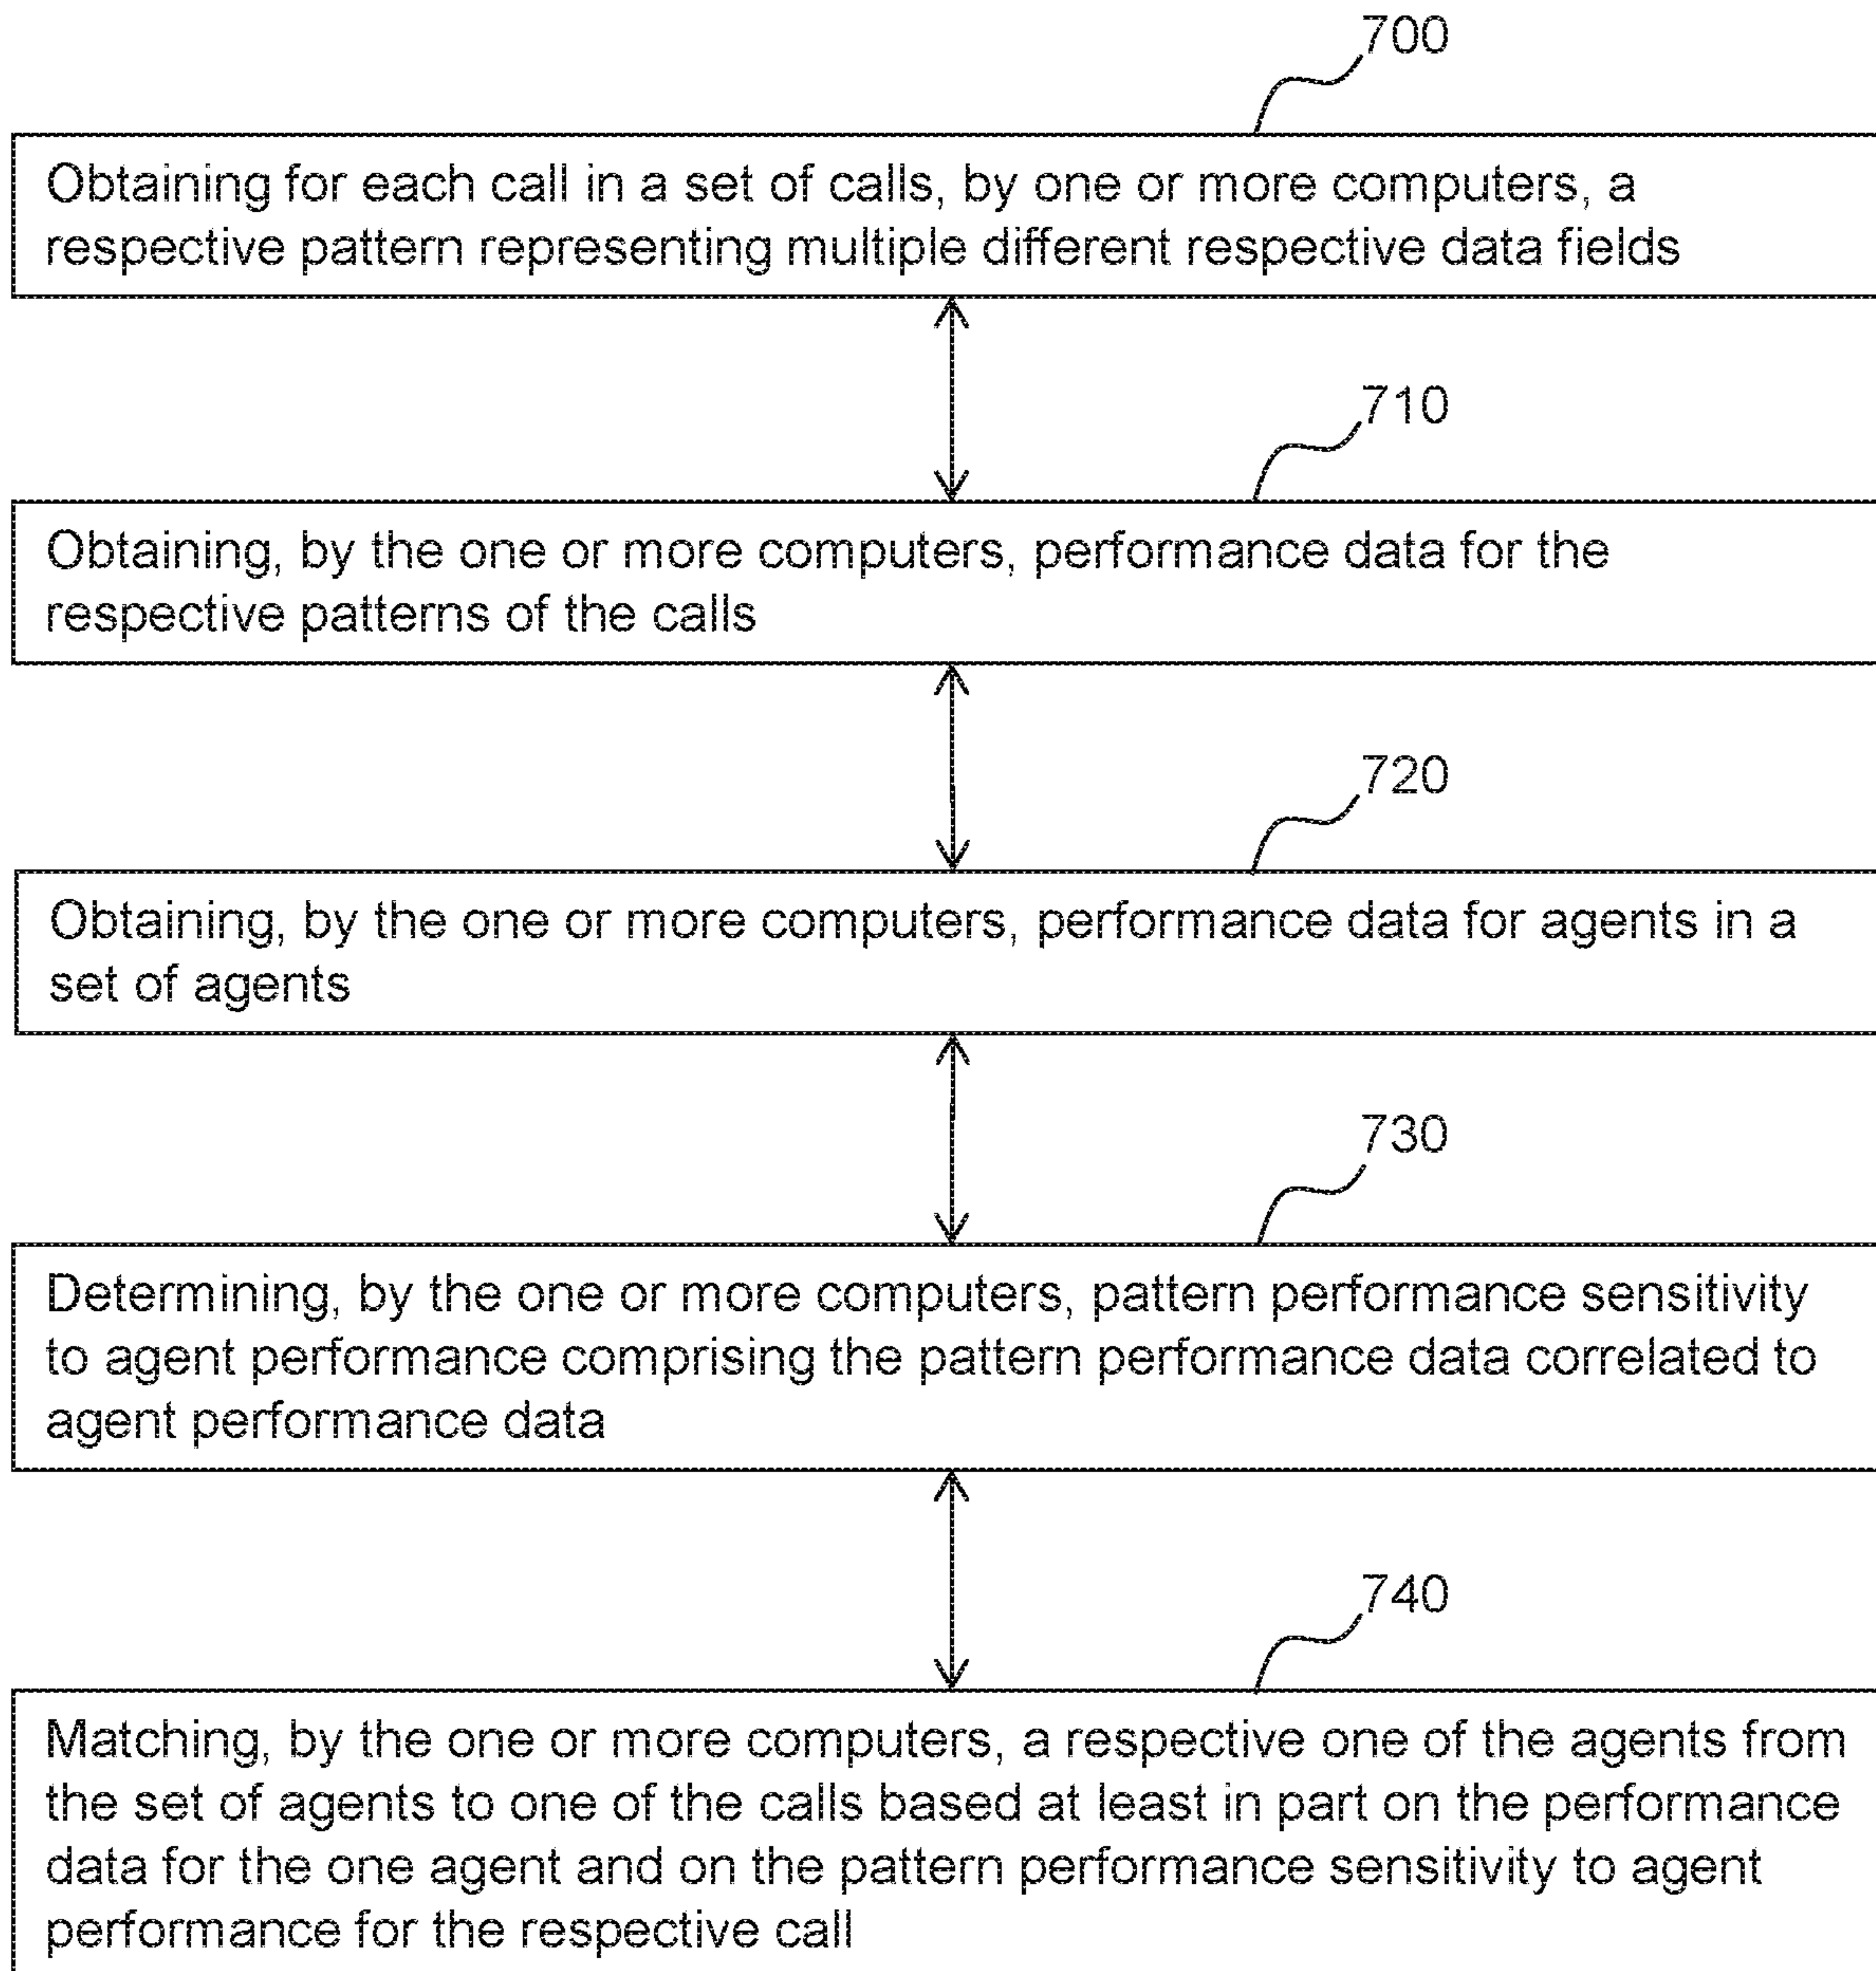 700
Obtaining for each call in a set of calls, by one or more computers, a
respective pattern representing multiple different respective data fields
710
Obtaining, by the one or more computers, performance data for the
respective patterns of the calls
720
Obtaining, by the one or more computers, performance data for agents in a
set of agents
730
Determining, by the one or more computers, pattern performance sensitivity
to agent performance comprising the pattern performance data correlated to
agent performance data
740
Matching, by the one or more computers, a respective one of the agents from
the set of agents to one of the calls based at least in part on the performance
data for the one agent and on the pattern performance sensitivity to agent
performance for the respective call